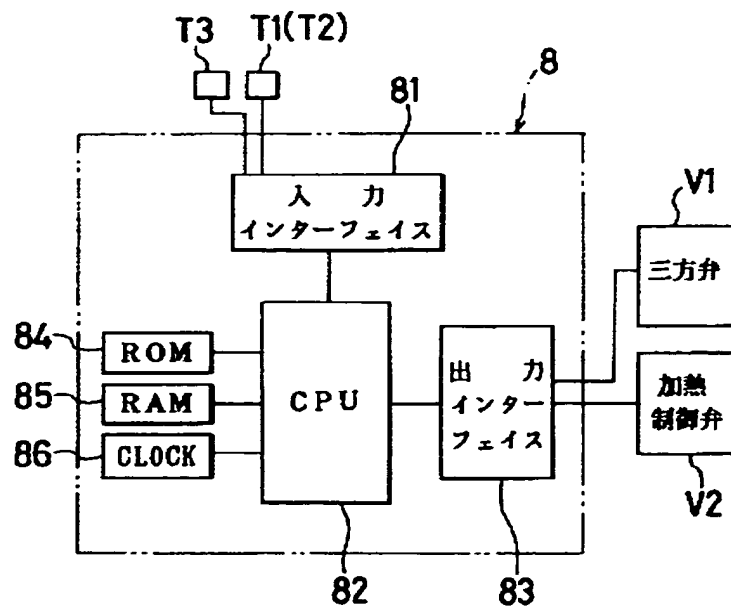 T3 T1(T2)
8
81
入 力
インターフェイス
V1
三方弁
84
ROM
85
RAM
86
CLOCK
CPU
出 力
インター
フェイス
加熱
制御弁
V2
82
83